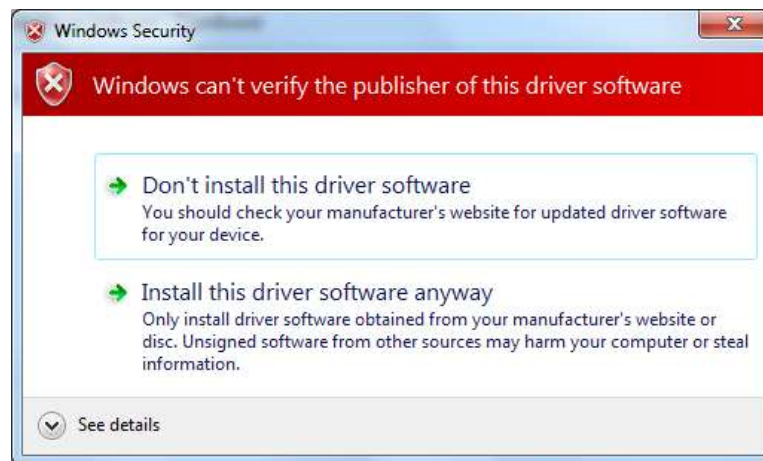 Windows Security
Windows can't verify the publisher of this driver software
Don't install this driver software
You should check your manufacturer's website for updated driver software
for your device.
Install this driver software anyway
Only install driver software obtained from your manufacturer's website or
disc. Unsigned software from other sources may harm your computer or steal
information.
See details